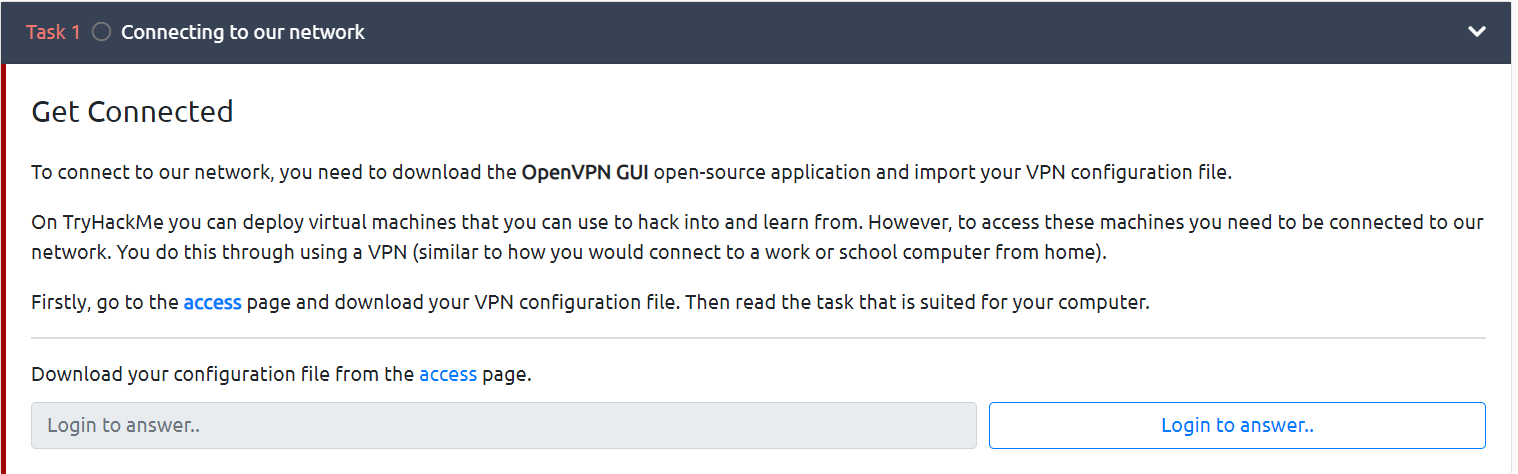 Task 1 Connecting to our network
Get Connected
To connect to our network, you need to download the OpenVPN GUI open-source application and import your VPN configuration file.
On TryHackMe you can deploy virtual machines that you can use to hack into and learn from. However, to access these machines you need to be connected to our
network. You do this through using a VPN (similar to how you would connect to a work or school computer from home).
Firstly, go to the access page and download your VPN configuration file. Then read the task that is suited for your computer.
Download your configuration file from the access page.
Login to answer.. Login to answer..